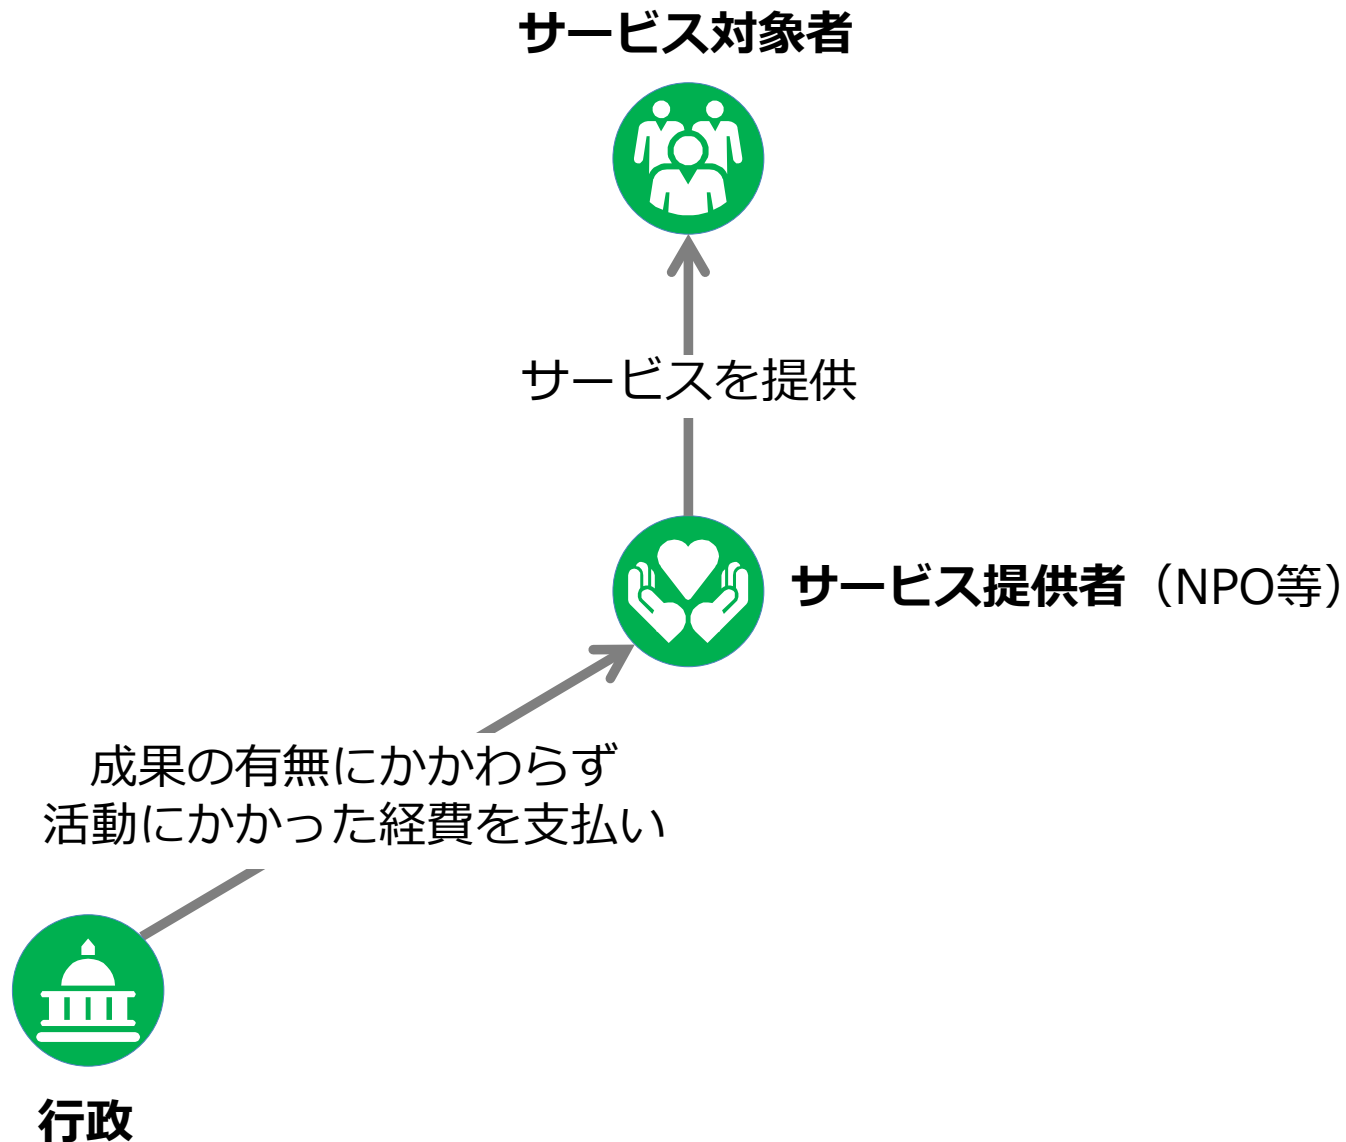 サービス対象者
サービスを提供
サービス提供者（NPO等）
成果の有無にかかわらず
活動にかかった経費を支払い
行政